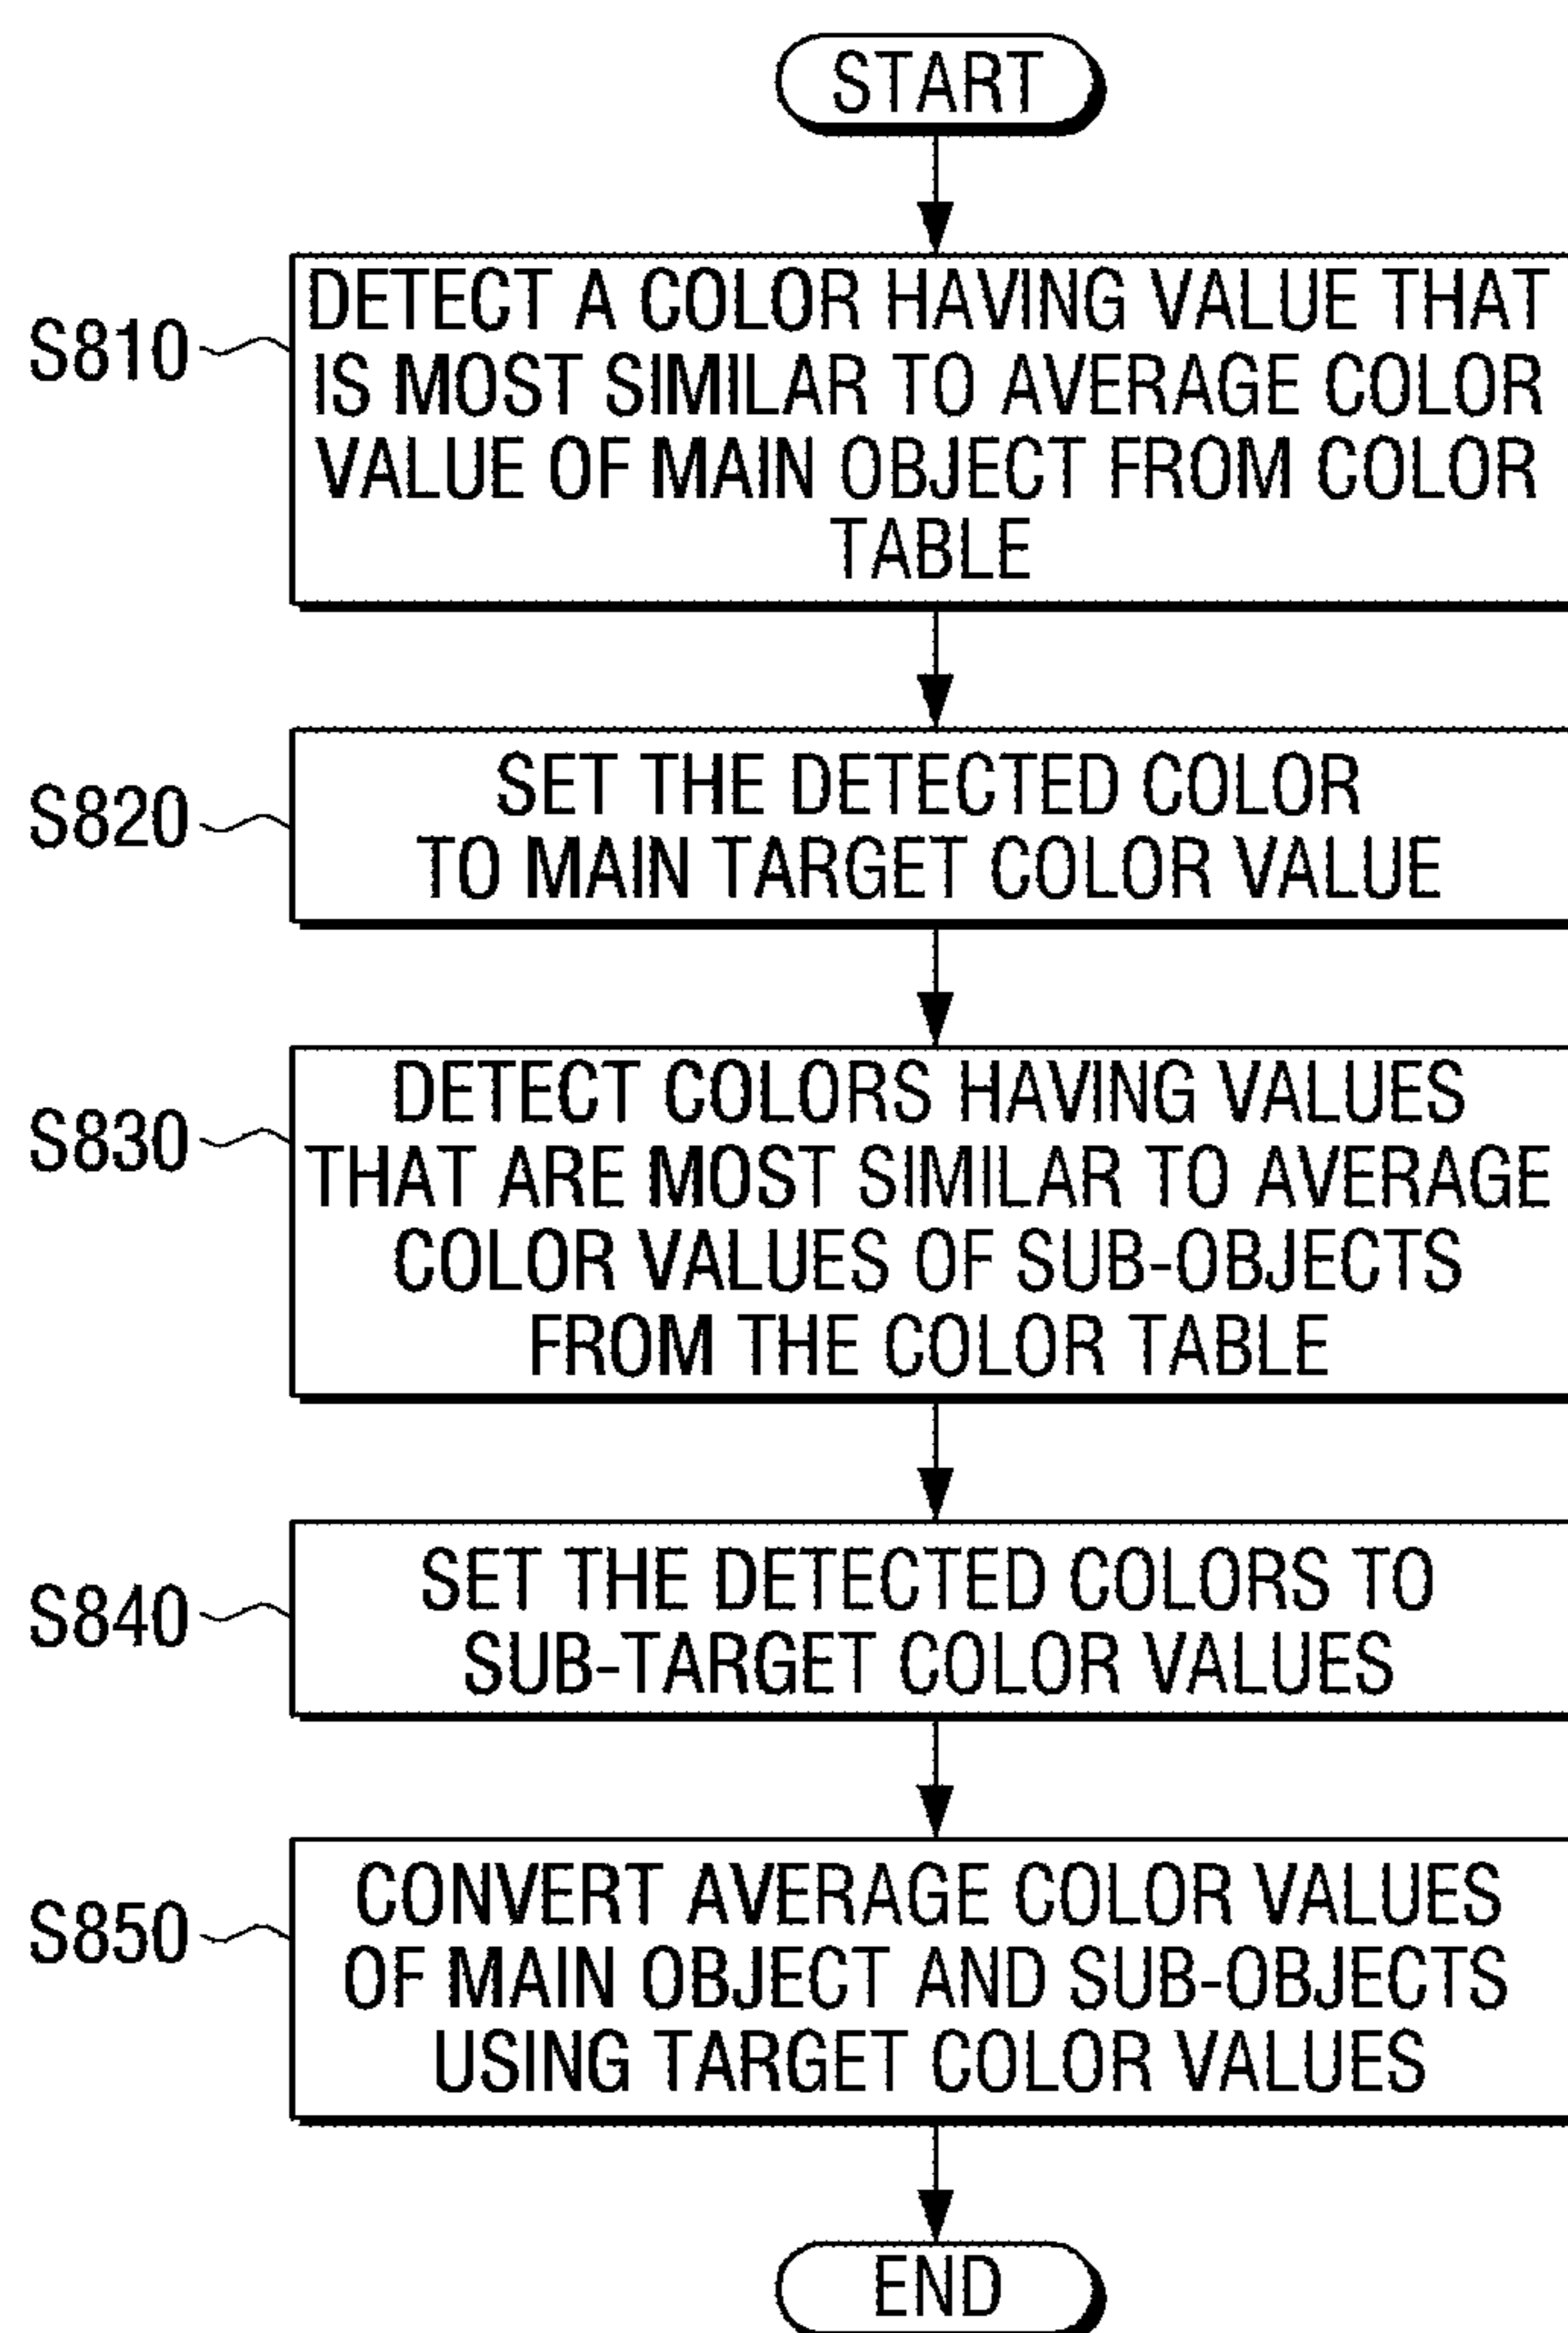 START
S810
DETECT A COLOR HAVING VALUE THAT
IS MOST SIMILAR TO AVERAGE COLOR
VALUE OF MAIN OBJECT FROM COLOR
TABLE
S820
SET THE DETECTED COLOR
TO MAIN TARGET COLOR VALUE
S830
DETECT COLORS HAVING VALUES
THAT ARE MOST SIMILAR TO AVERAGE
COLOR VALUES OF SUB-OBJECTS
FROM THE COLOR TABLE
S840
SET THE DETECTED COLORS TO
SUB-TARGET COLOR VALUES
S850
CONVERT AVERAGE COLOR VALUES
OF MAIN OBJECT AND SUB-OBJECTS
USING TARGET COLOR VALUES
END